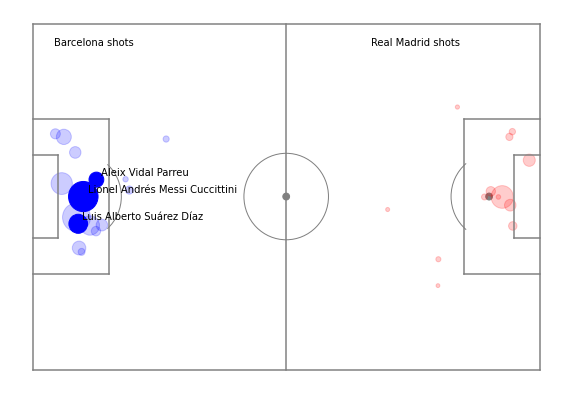 Barcelona shots
Real Madrid shots
Aleix Vidal Parreu
Lionel Andrés Messi Cuccittini
Luis Alberto Suárez Díaz